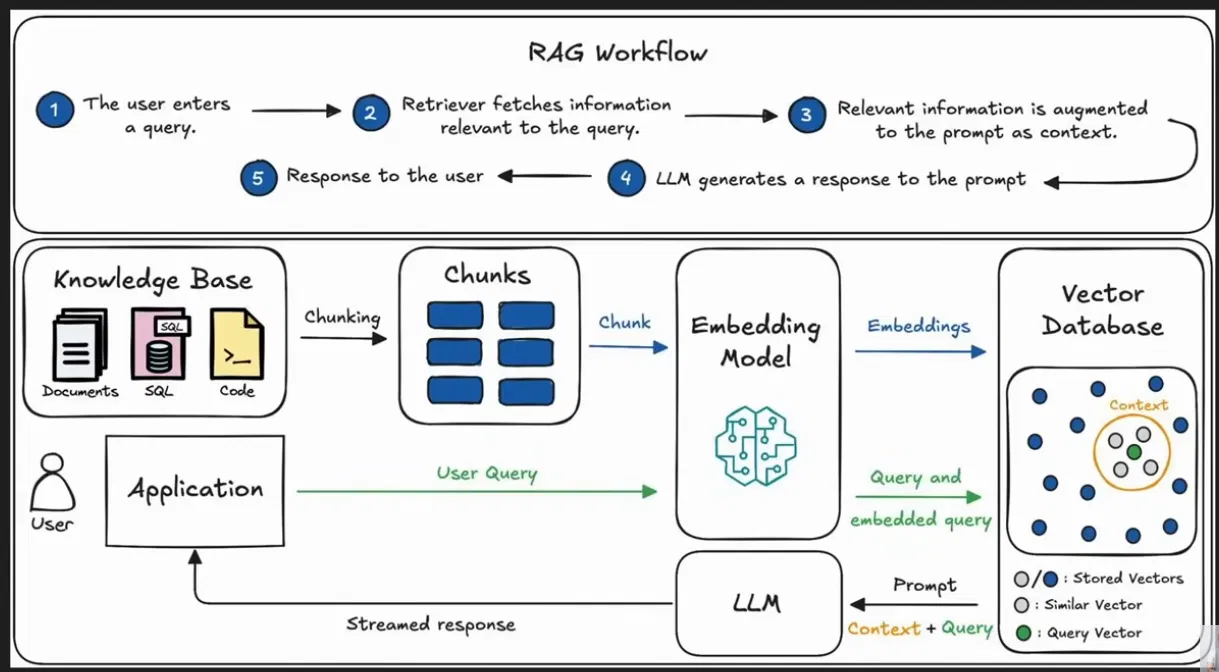 RAG Workflow
1 The user enters
a query.
2 Retriever fetches information
relevant to the query.
3 Relevant information is augmented
to the prompt as context.
5 Response to the user
4 LLM generates a response to the prompt
Knowledge Base
SQL
Documents
SQL
Code
Chunking
Chunks
Chunk
Embedding
Model
Embeddings
Vector
Database
Context
User
Application
User Query
Query and
embedded query
LLM
Streamed response
Prompt
Context + Query
/ : Stored Vectors
: Similar Vector
: Query Vector